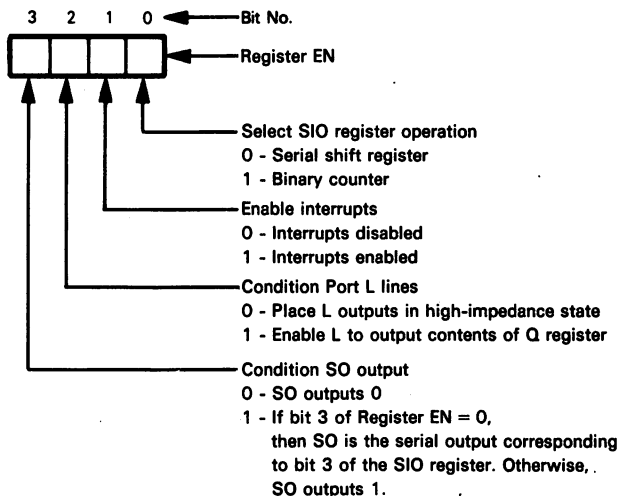 3 2 1 0 Bit No.
Register EN
Select SIO register operation
0 - Serial shift register
1 - Binary counter
Enable interrupts
0 - Interrupts disabled
1 - Interrupts enabled
Condition Port L lines
0 - Place L outputs in high-impedance state
1 - Enable L to output contents of Q register
Condition SO output
0 - SO outputs 0
1 - If bit 3 of Register EN = 0,
then SO is the serial output corresponding
to bit 3 of the SIO register. Otherwise,
SO outputs 1.